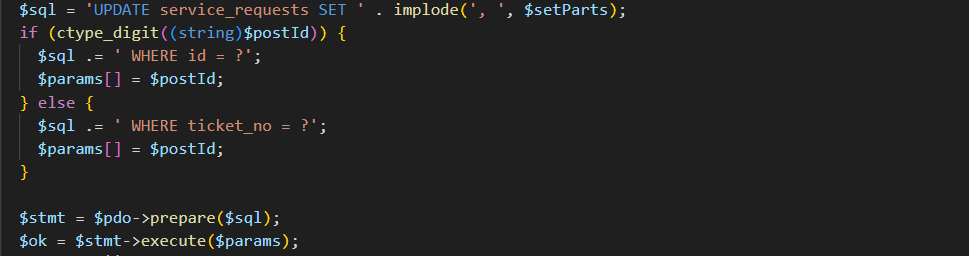 $sql = 'UPDATE service_requests SET ' . implode(', ', $setParts);
if (ctype_digit((string)$postId)) {
  $sql .= ' WHERE id = ?';
  $params[] = $postId;
} else {
  $sql .= ' WHERE ticket_no = ?';
  $params[] = $postId;
}

$stmt = $pdo->prepare($sql);
$ok = $stmt->execute($params);